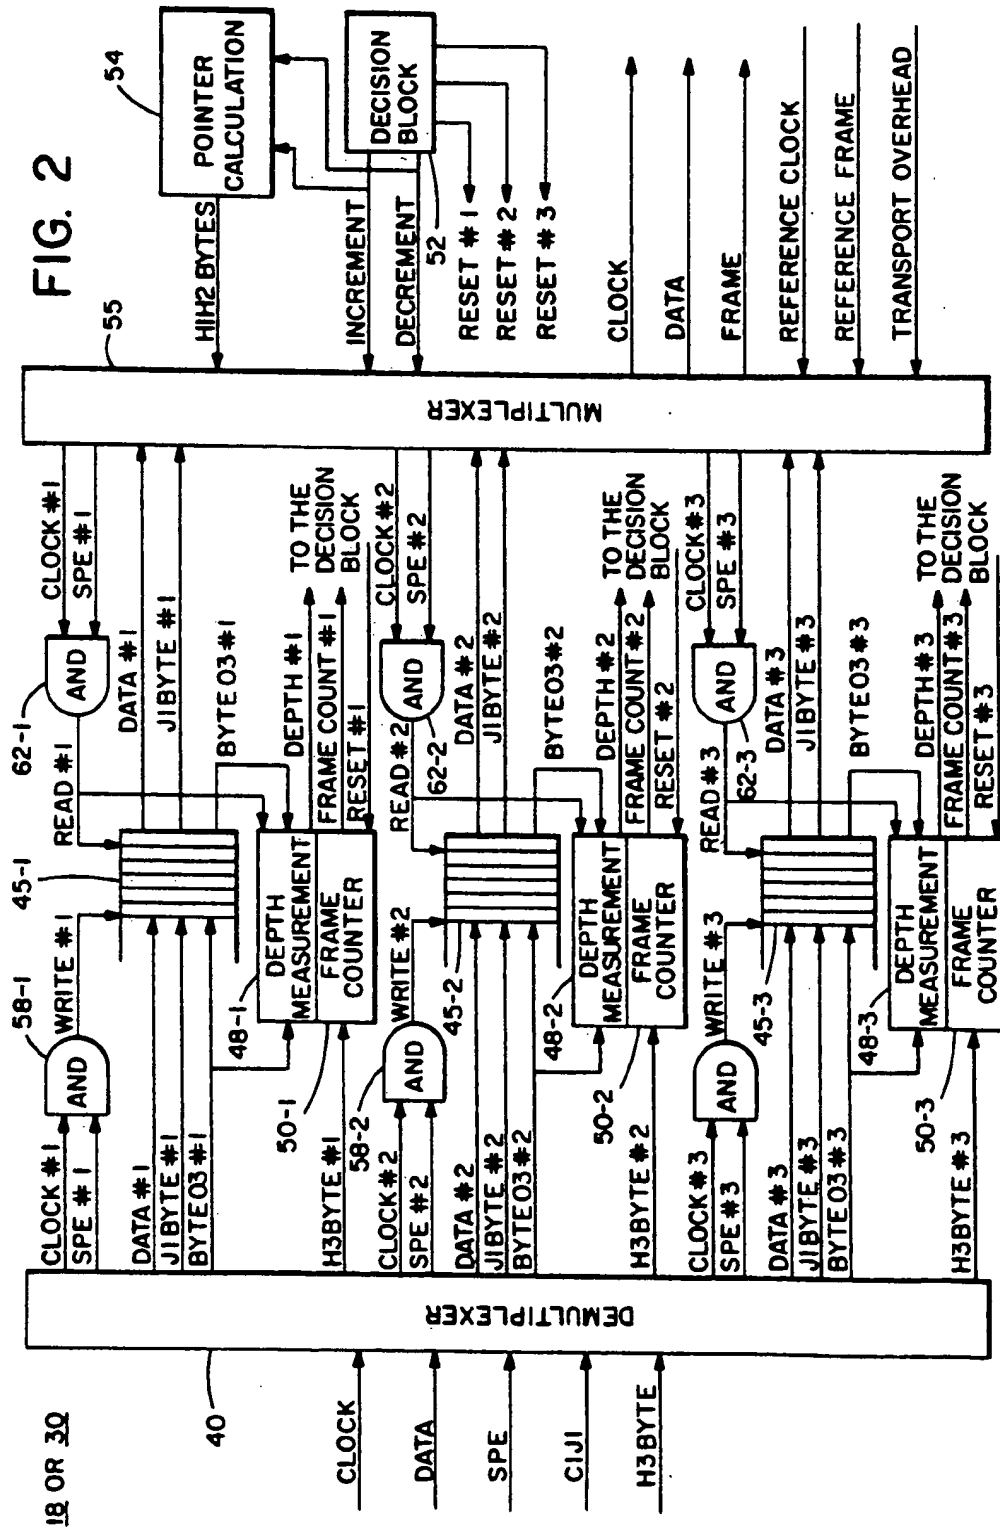 FIG. 2
18 OR 30
54
POINTER
CALCULATION
DECISION
BLOCK
52
55
H1H2 BYTES
INCREMENT
DECREMENT
RESET #1
RESET #2
RESET #3
CLOCK
DATA
FRAME
REFERENCE CLOCK
REFERENCE FRAME
TRANSPORT OVERHEAD
MULTIPLEXER
CLOCK #1
SPE #1
62-1
AND
READ #1
DATA #1
J1BYTE #1
BYTE 03 #1
DEPTH #1
FRAME COUNT #1
RESET #1
TO THE
DECISION
BLOCK
45-1
58-1
AND
WRITE #1
CLOCK #1
SPE #1
DATA #1
J1BYTE #1
BYTE 03 #1
48-1
DEPTH
MEASUREMENT
FRAME
COUNTER
50-1
H3BYTE #1
CLOCK #2
SPE #2
AND
62-2
READ #2
DATA #2
J1BYTE #2
BYTE03 #2
DEPTH #2
FRAME COUNT #2
RESET #2
TO THE
DECISION
BLOCK
45-2
58-2
AND
WRITE #2
CLOCK #2
SPE #2
DATA #2
J1BYTE #2
BYTE 03 #2
48-2
DEPTH
MEASUREMENT
FRAME
COUNTER
50-2
H3BYTE #2
CLOCK #3
SPE #3
AND
62-3
READ #3
DATA #3
J1BYTE #3
BYTE 03 #3
DEPTH #3
FRAME COUNT #3
RESET #3
TO THE
DECISION
BLOCK
45-3
AND
WRITE #3
CLOCK #3
SPE #3
DATA #3
J1BYTE #3
BYTE 03 #3
48-3
DEPTH
MEASUREMENT
FRAME
COUNTER
50-3
H3BYTE #3
DEMULTIPLEXER
40
CLOCK
DATA
SPE
C1J1
H3BYTE